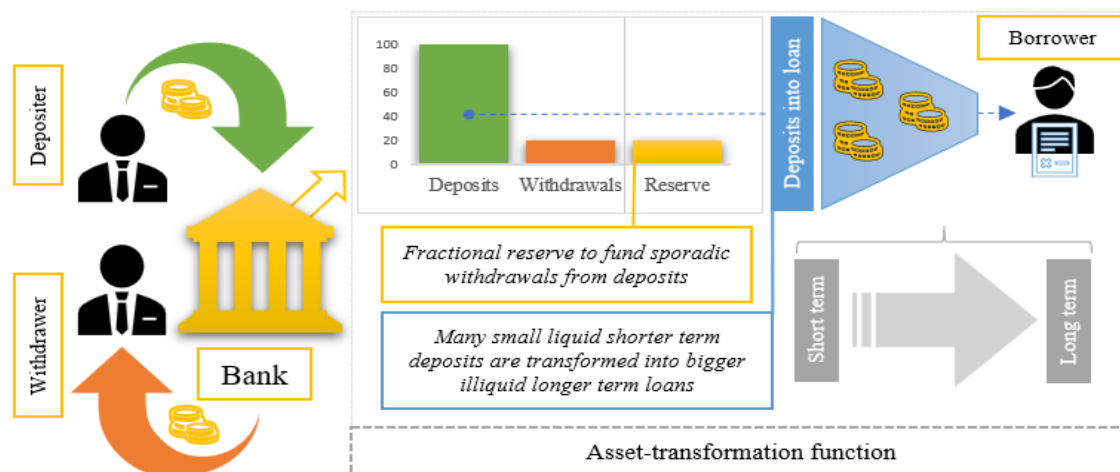 Depositer
Withdrawer
Bank
100
80
60
40
20
0
Deposits
Withdrawals
Reserve
Fractional reserve to fund sporadic
withdrawals from deposits
Many small liquid shorter term
deposits are transformed into bigger
illiquid longer term loans
Deposits into loan
Borrower
Short term
Long term
Asset-transformation function